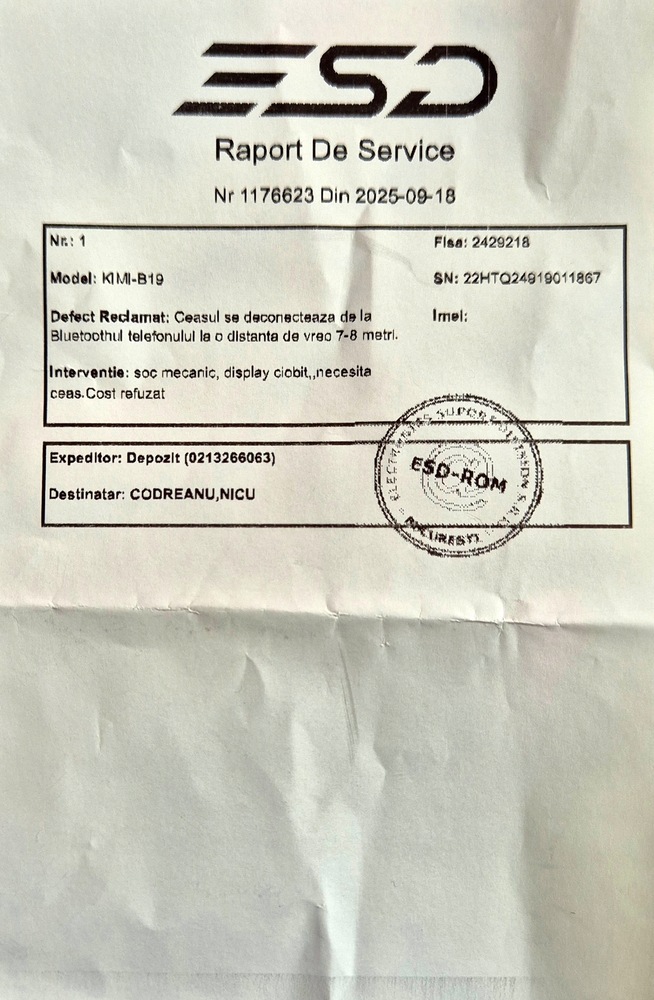 ESD
Raport De Service
Nr 1176623 Din 2025-09-18
Nr.: 1
Fisa: 2429218
Model: KIMI-B19
SN: 22HTQ24919011867
Defect Reclamat: Ceasul se deconecteaza de la
Imei:
Bluetoothul telefonului la o distanta de vreo 7-8 metri.
Interventie: soc mecanic, display ciobit,,necesita
ceas.Cost refuzat
Expeditor: Depozit (0213266063)
Destinatar: CODREANU,NICU
ESD-ROM
BUCURESTI